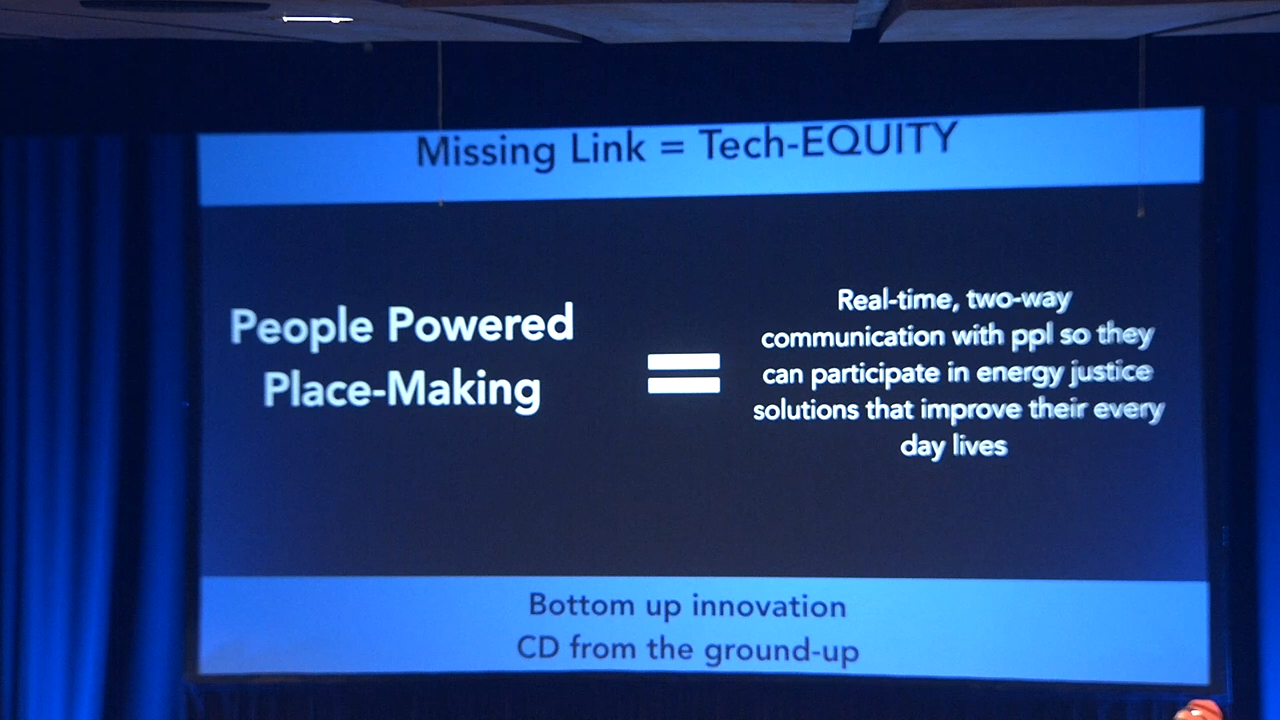 Missing Link = Tech-EQUITY
People Powered
Place-Making
=
Real-time, two-way
communication with ppl so they
can participate in energy justice
solutions that improve their every
day lives
Bottom up innovation
CD from the ground-up